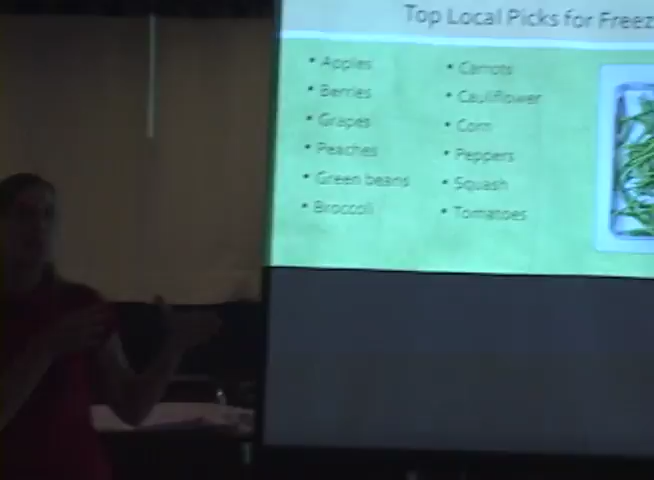 Top Local Picks for Freez
• Apples
• Berries
• Grapes
• Peaches
• Green beans
• Broccoli
• Carrots
• Cauliflower
• Corn
• Peppers
• Squash
• Tomatoes